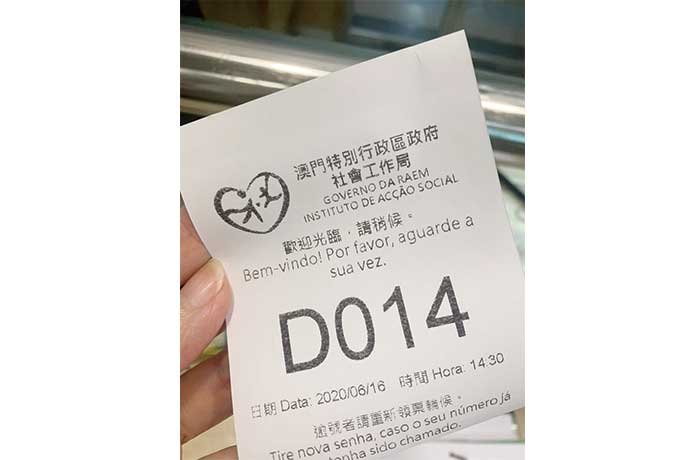 澳門特別行政區政府
社會工作局
GOVERNO DA RAEM
INSTITUTO DE ACÇÃO SOCIAL
歡迎光臨，請稍候。
Bem-vindo! Por favor, aguarde a
sua vez.
D014
日期 Data: 2020/06/16 時間 Hora: 14:30
逾號者請重新領票輪候。
Tire nova senha, caso o seu número já
tenha sido chamado.